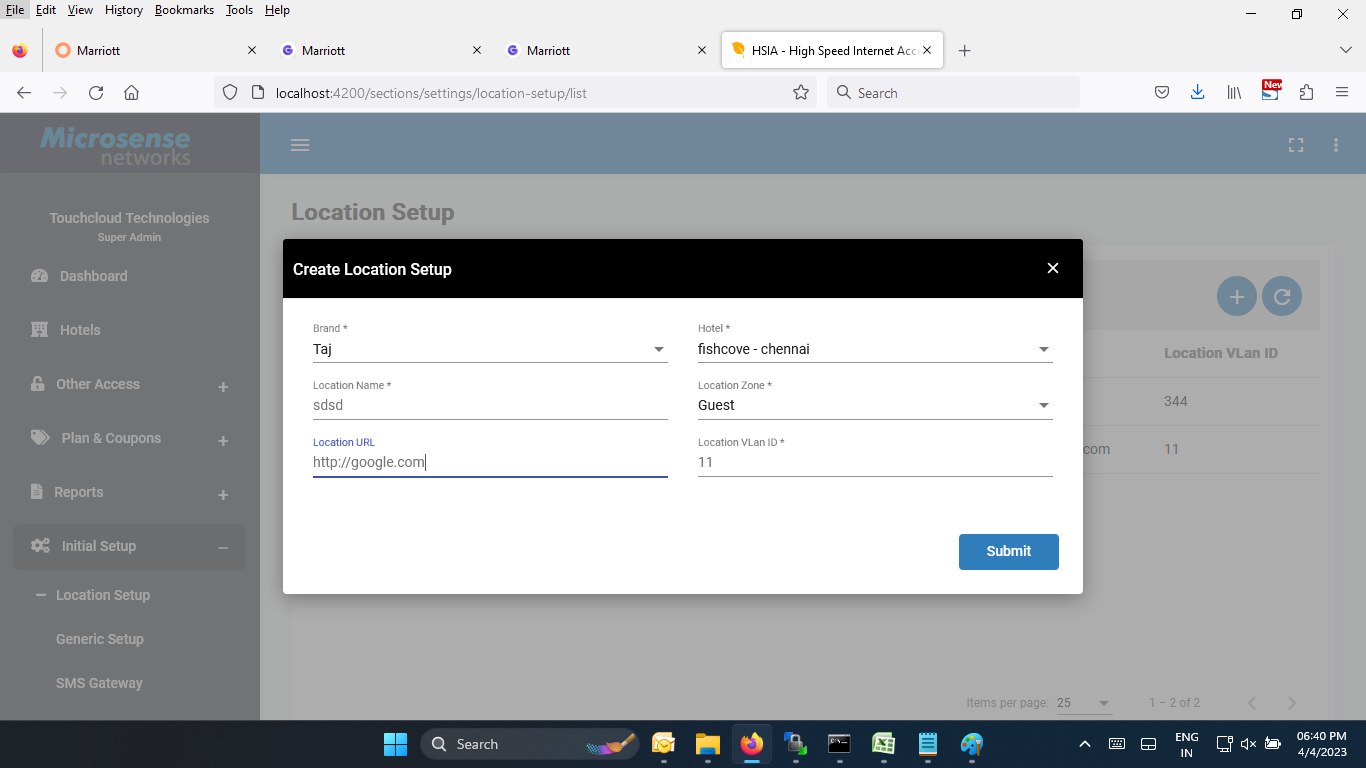 File Edit View History Bookmarks Tools Help
Marriott
Marriott
Marriott
HSIA - High Speed Internet Acc
localhost:4200/sections/settings/location-setup/list
Search
New
Microsense
networks
Touchcloud Technologies
Super Admin
Dashboard
Hotels
Other Access
Plan & Coupons
Reports
Initial Setup
Location Setup
Generic Setup
SMS Gateway
Location Setup
Location VLan ID
344
com 11
Items per page: 25 1 – 2 of 2
Create Location Setup
Brand * Hotel *
Taj fishcove - chennai
Location Name * Location Zone *
sdsd Guest
Location URL Location VLan ID *
http://google.com 11
Submit
Search
ENG
IN
06:40 PM
4/4/2023